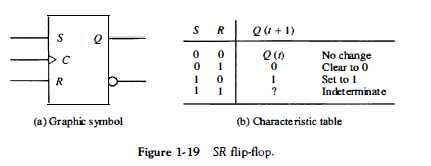 S Q
C
R
(a) Graphic symbol
S R Q (t + 1)
0 0 Q (t) No change
0 1 0 Clear to 0
1 0 1 Set to 1
1 1 ? Indeterminate
(b) Characteristic table
Figure 1-19 SR flip-flop.